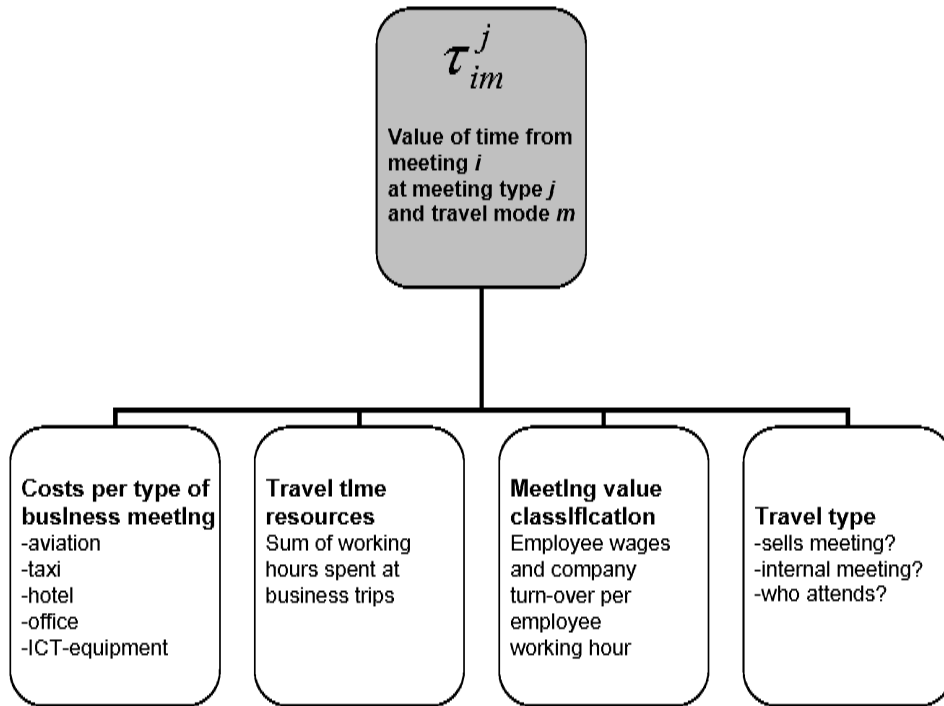 τ^j_im
Value of time from
meeting i
at meeting type j
and travel mode m
Costs per type of
business meeting
-aviation
-taxi
-hotel
-office
-ICT-equipment
Travel time
resources
Sum of working
hours spent at
business trips
Meeting value
classification
Employee wages
and company
turn-over per
employee
working hour
Travel type
-sells meeting?
-internal meeting?
-who attends?